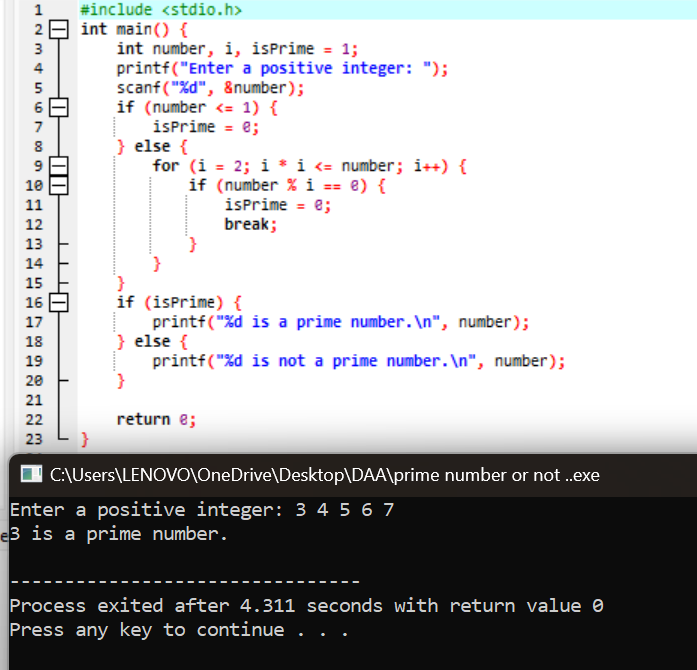 1 #include <stdio.h>
2 int main() {
3     int number, i, isPrime = 1;
4     printf("Enter a positive integer: ");
5     scanf("%d", &number);
6     if (number <= 1) {
7         isPrime = 0;
8     } else {
9         for (i = 2; i * i <= number; i++) {
10             if (number % i == 0) {
11                 isPrime = 0;
12                 break;
13             }
14         }
15     }
16     if (isPrime) {
17         printf("%d is a prime number.\n", number);
18     } else {
19         printf("%d is not a prime number.\n", number);
20     }
21
22     return 0;
23 }
C:\Users\LENOVO\OneDrive\Desktop\DAA\prime number or not ..exe
Enter a positive integer: 3 4 5 6 7
3 is a prime number.
--------------------------------
Process exited after 4.311 seconds with return value 0
Press any key to continue . . .